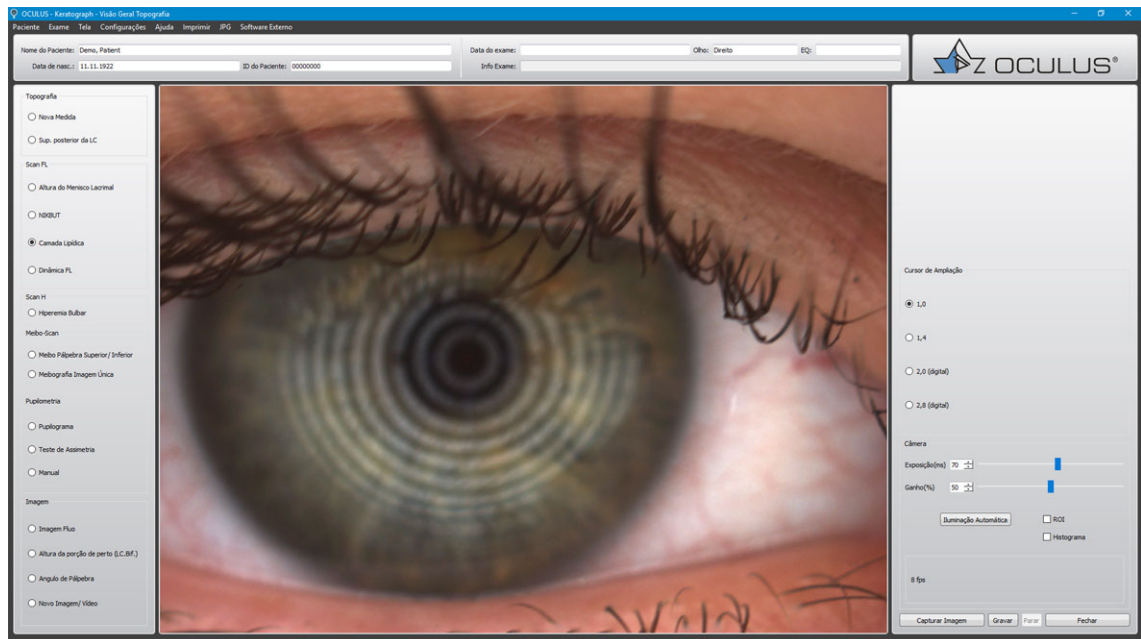 OCULUS - Keratograph - Visão Geral Topografia
Paciente Exame Tela Configurações Ajuda Imprimir JPG Software Externo
Nome do Paciente: Demo, Patient Data do exame: Olho: Direito EQ:
Data de nasc.: 11.11.1922 ID do Paciente: 00000000 Info Exame:
OCULUS®
Topografia
Nova Medida
Sup. posterior da LC
Scan FL
Altura do Menisco Lacrimal
NIKBUT
Camada Lipídica
Dinâmica FL
Scan H
Hiperemia Bulbar
Meibo-Scan
Meibo Pálpebra Superior/ Inferior
Meibografia Imagem Única
Pupilometria
Pupilograma
Teste de Assimetria
Manual
Imagem
Imagem Fluo
Altura da porção de perto (LC.Bif.)
Angulo de Pálpebra
Novo Imagem/ Vídeo
Cursor de Ampliação
1,0
1,4
2,0 (digital)
2,8 (digital)
Câmera
Exposição(ms) 70
Ganho(%) 50
Iluminação Automática ROI
Histograma
8 fps
Capturar Imagem Gravar Parar Fechar